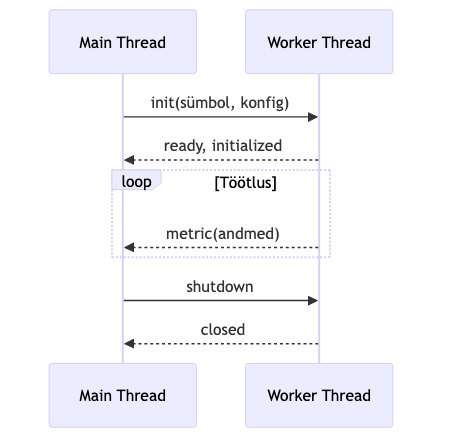 Main Thread
Worker Thread
init(sümbol, konfig)
ready, initialized
loop
[Töötlus]
metric(andmed)
shutdown
closed
Main Thread
Worker Thread